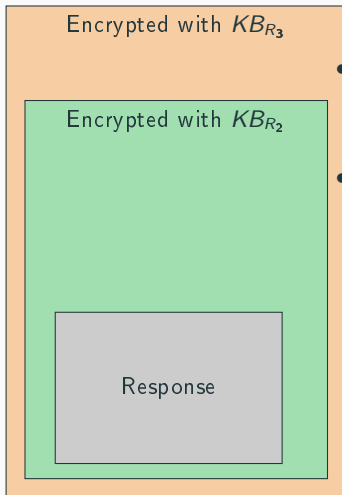 Encrypted with KB_{R_3}
Encrypted with KB_{R_2}
Response